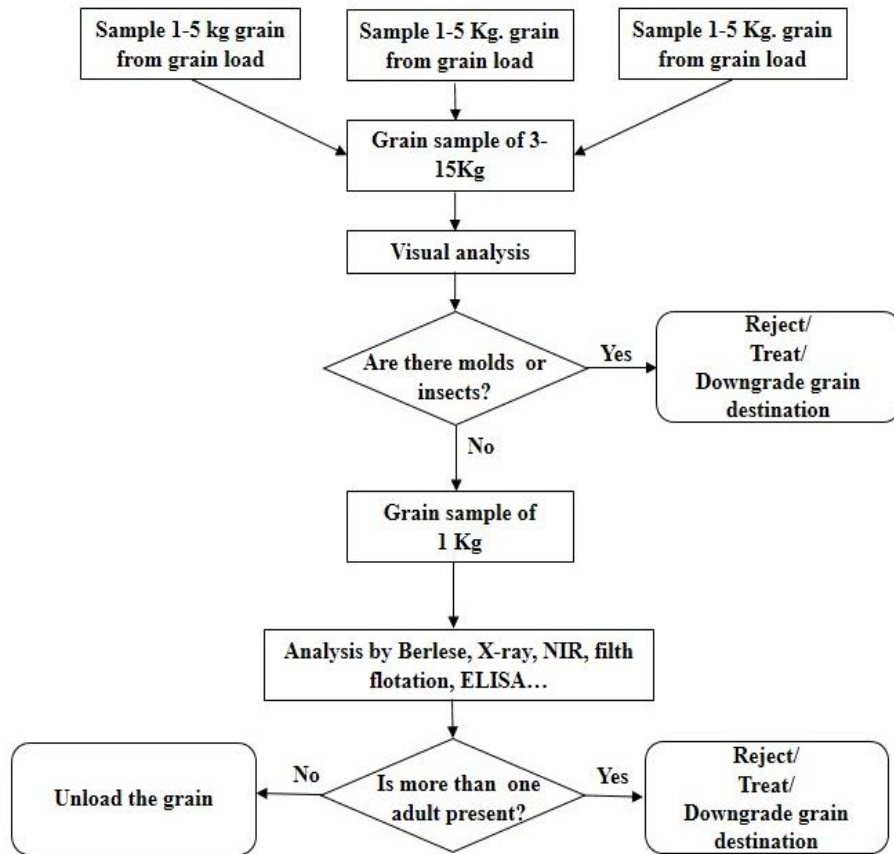 Sample 1-5 kg grain
from grain load
Sample 1-5 Kg. grain
from grain load
Sample 1-5 Kg. grain
from grain load
Grain sample of 3-
15Kg
Visual analysis
Are there molds or
insects?
Yes
Reject/
Treat/
Downgrade grain
destination
No
Grain sample of
1 Kg
Analysis by Berlese, X-ray, NIR, filth
flotation, ELISA…
Is more than one
adult present?
No
Unload the grain
Yes
Reject/
Treat/
Downgrade grain
destination